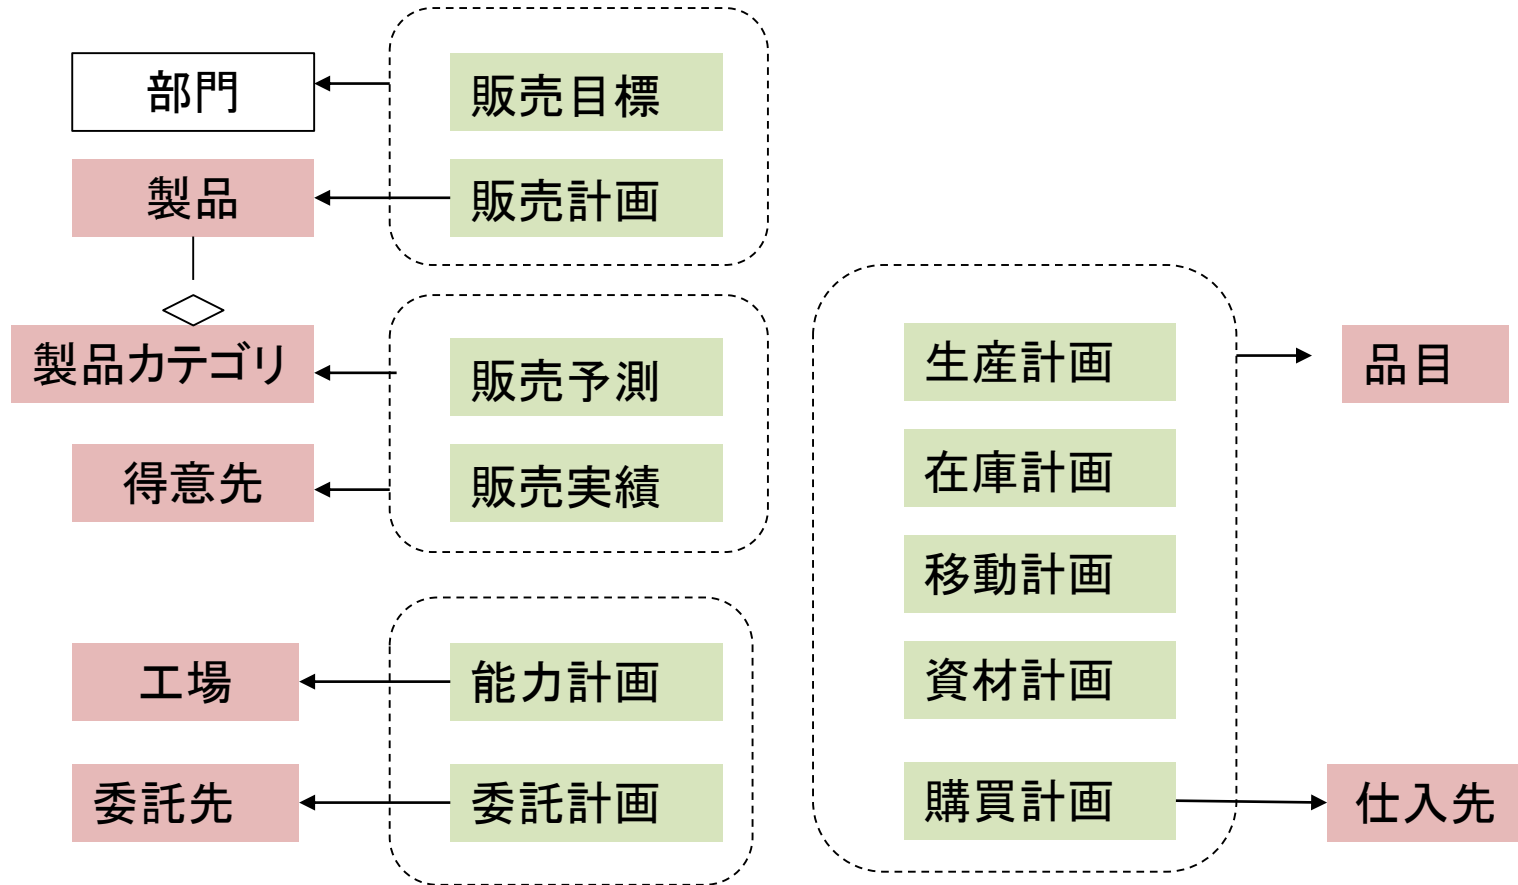 部門
販売目標
製品
販売計画
製品カテゴリ
販売予測
得意先
販売実績
工場
能力計画
委託先
委託計画
生産計画
品目
在庫計画
移動計画
資材計画
購買計画
仕入先